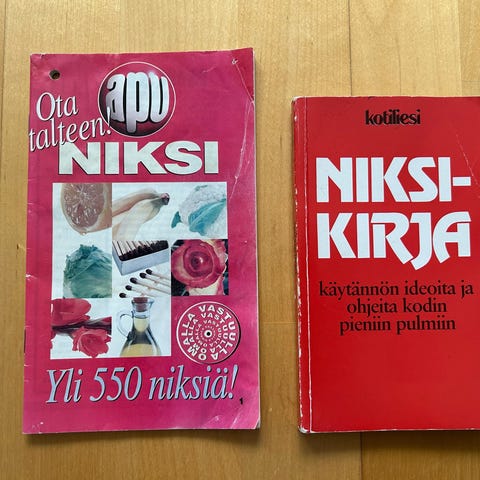 Ota
talteen!
apu
NIKSI
OMALLA VASTUULLA
Yli 550 niksiä!
1
kotiliesi
NIKSI-
KIRJA
käytännön ideoita ja
ohjeita kodin
pieniin pulmiin